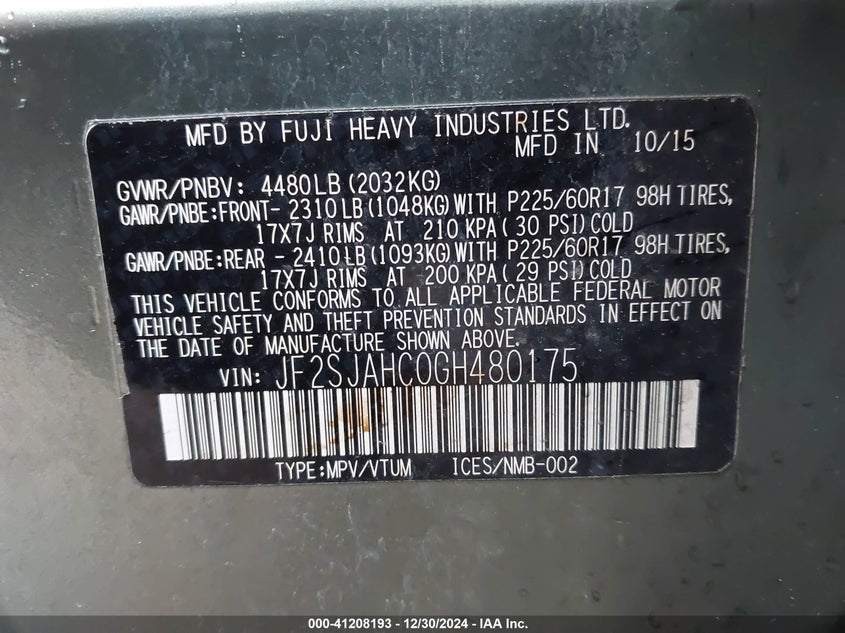 MFD BY FUJI HEAVY INDUSTRIES LTD.
MFD IN 10/15
GVWR/PNBV: 4480LB (2032KG)
GAWR/PNBE:FRONT- 2310LB (1048KG) WITH P225/60R17 98H TIRES,
17X7J RIMS AT 210 KPA ( 30 PSI) COLD
GAWR/PNBE:REAR - 2410LB (1093KG) WITH P225/60R17 98H TIRES,
17X7J RIMS AT 200 KPA ( 29 PSI) COLD
THIS VEHICLE CONFORMS TO ALL APPLICABLE FEDERAL MOTOR
VEHICLE SAFETY AND THEFT PREVENTION STANDARDS IN EFFECT ON
THE DATE OF MANUFACTURE SHOWN ABOVE.
VIN: JF2SJAHC0GH480175
TYPE:MPV/VTUM ICES/NMB-002
000-41208193 - 12/30/2024 - IAA Inc.